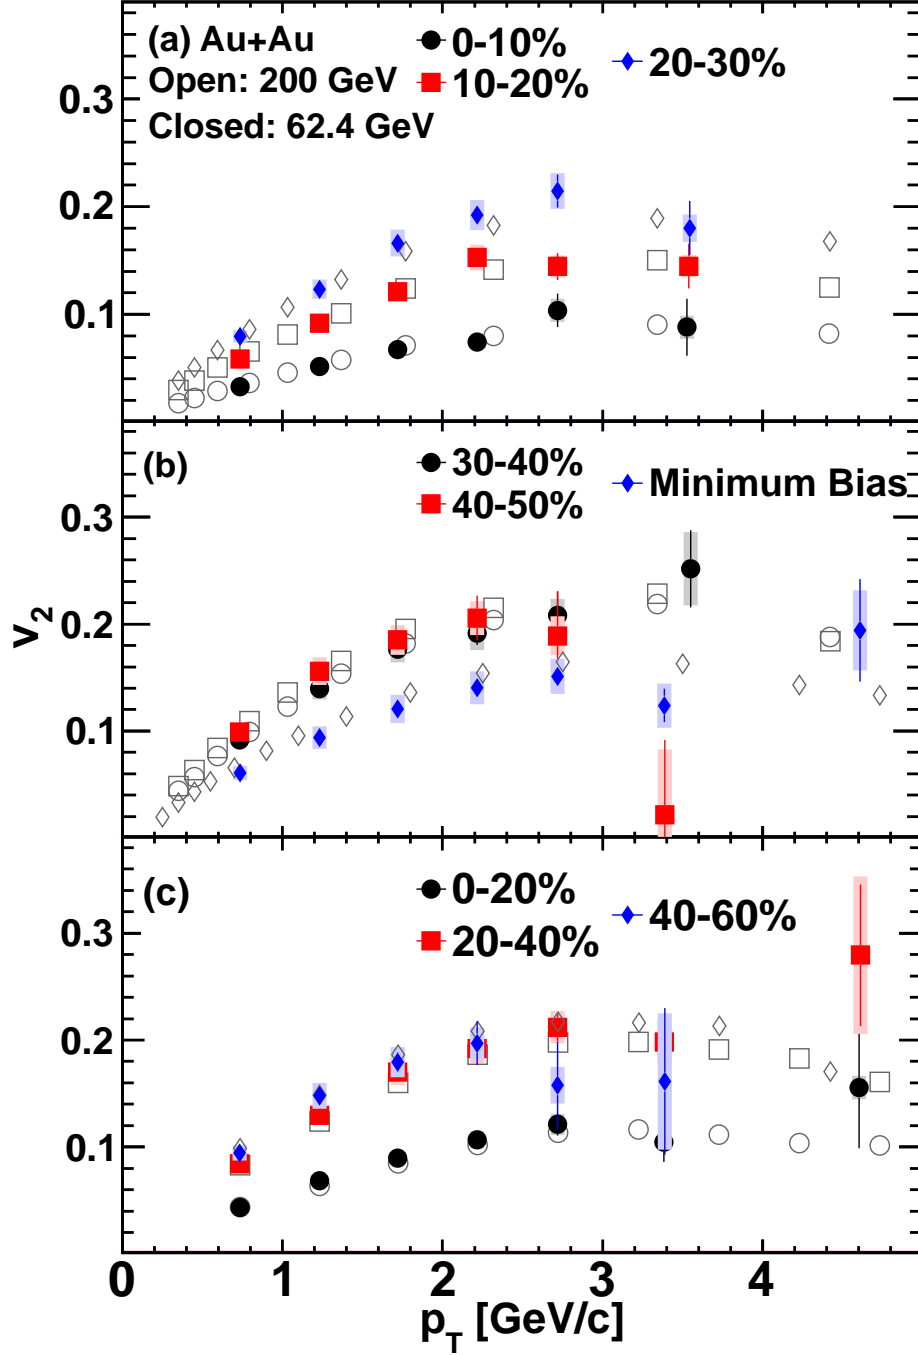 (a) Au+Au
Open: 200 GeV
Closed: 62.4 GeV
0-10%
10-20%
20-30%
0.3
0.2
0.1
(b)
30-40%
40-50%
Minimum Bias
0.3
0.2
0.1
v2
(c)
0-20%
20-40%
40-60%
0.3
0.2
0.1
0 1 2 3 4
pT [GeV/c]